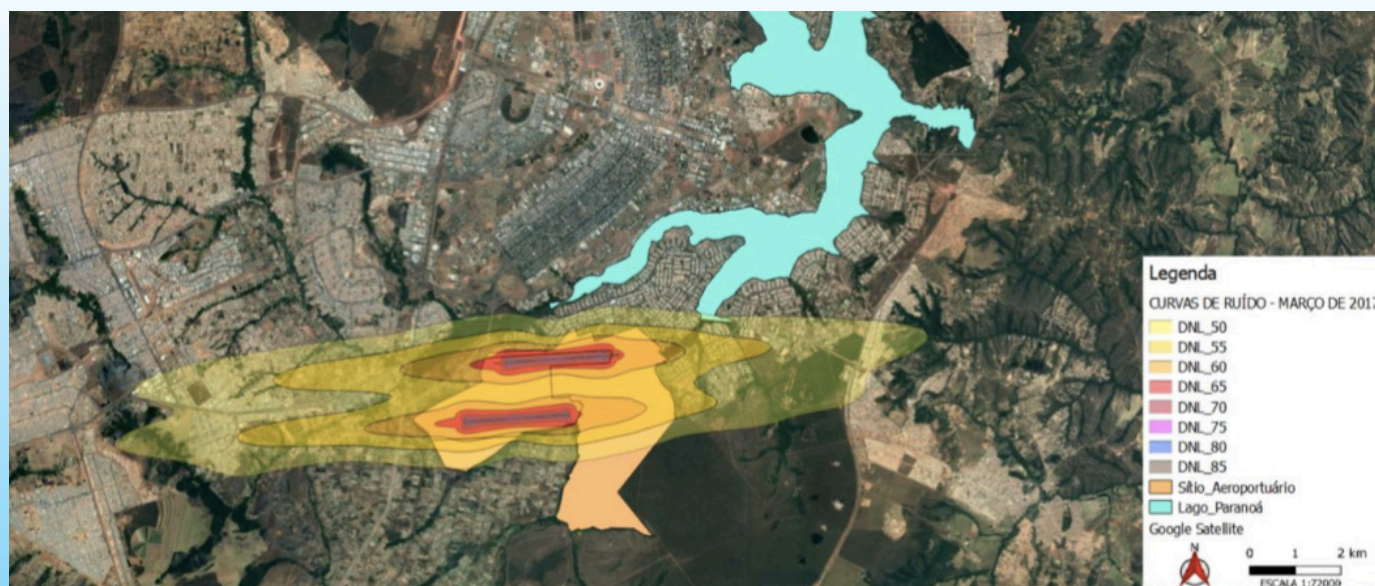 Legenda
CURVAS DE RUÍDO - MARÇO DE 2017
DNL_50
DNL_55
DNL_60
DNL_65
DNL_70
DNL_75
DNL_80
DNL_85
Sítio_Aeroportuário
Lago_Paranoá
Google Satellite
N
0 1 2 km
ESCALA 1:72009